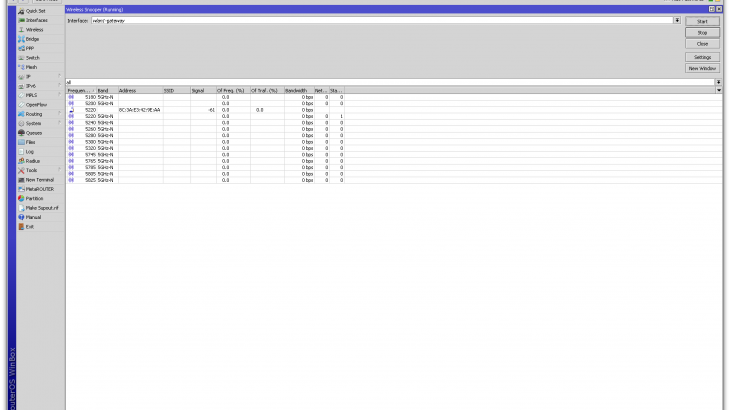 Wireless Snooper (Running)
Interface: wlan1-gateway
Start
Stop
Close
Settings
New Window
Quick Set
Interfaces
Wireless
Bridge
PPP
Switch
Mesh
IP
IPv6
MPLS
OpenFlow
Routing
System
Queues
Files
Log
Radius
Tools
New Terminal
MetaROUTER
Partition
Make Supout.rif
Manual
Exit
all
Frequen... Band Address SSID Signal Of Freq. (%) Of Traf. (%) Bandwidth Net... Sta...
5180 5GHz-N 0.0 0 bps 0 0
5200 5GHz-N 0.0 0 bps 0 0
5220 8C:3A:E3:42:9E:AA -61 0.0 0.0 0 bps
5220 5GHz-N 0.0 0 bps 0 1
5240 5GHz-N 0.0 0 bps 0 0
5260 5GHz-N 0.0 0 bps 0 0
5280 5GHz-N 0.0 0 bps 0 0
5300 5GHz-N 0.0 0 bps 0 0
5320 5GHz-N 0.0 0 bps 0 0
5745 5GHz-N 0.0 0 bps 0 0
5765 5GHz-N 0.0 0 bps 0 0
5785 5GHz-N 0.0 0 bps 0 0
5805 5GHz-N 0.0 0 bps 0 0
5825 5GHz-N 0.0 0 bps 0 0
WinBox